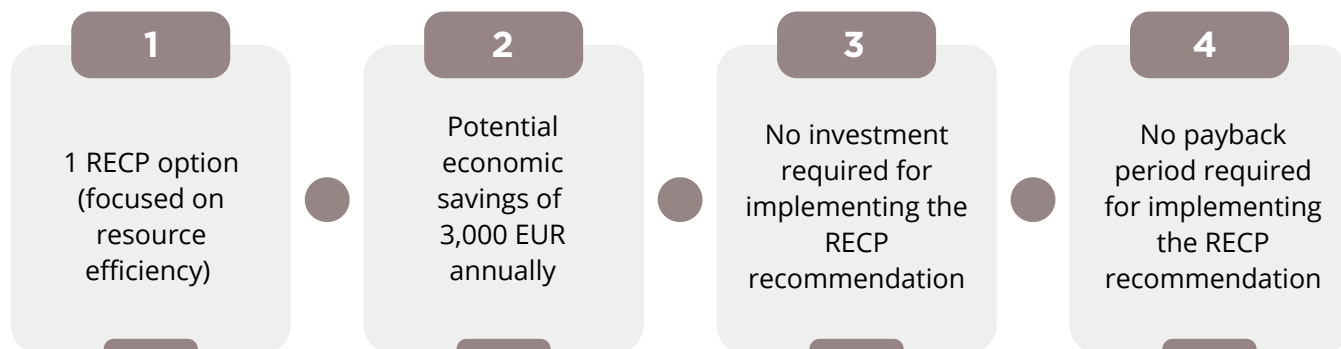 1
1 RECP option
(focused on
resource
efficiency)
2
Potential
economic
savings of
3,000 EUR
annually
3
No investment
required for
implementing the
RECP
recommendation
4
No payback
period required
for implementing
the RECP
recommendation